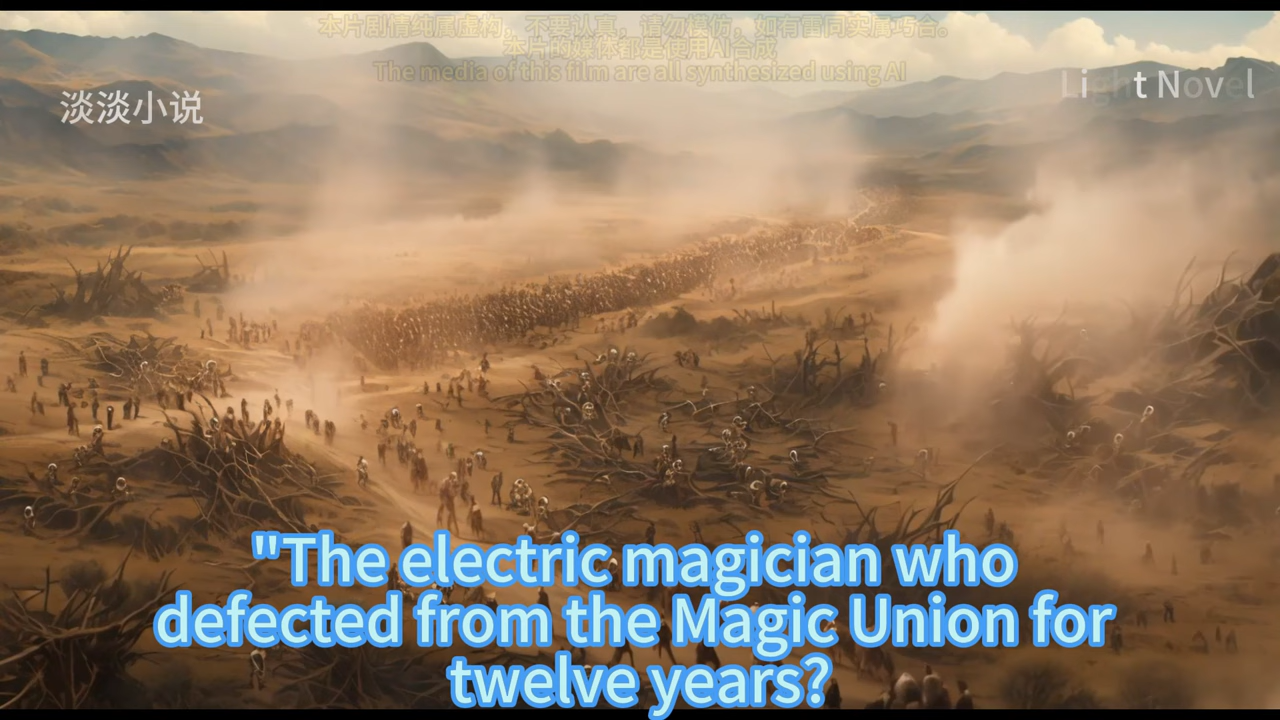 本片剧情纯属虚构，不要认真，请勿模仿，如有雷同实属巧合。
本片的媒体都是使用AI合成
The media of this film are all synthesized using AI
淡淡小说
Light Novel
"The electric magician who
defected from the Magic Union for
twelve years?